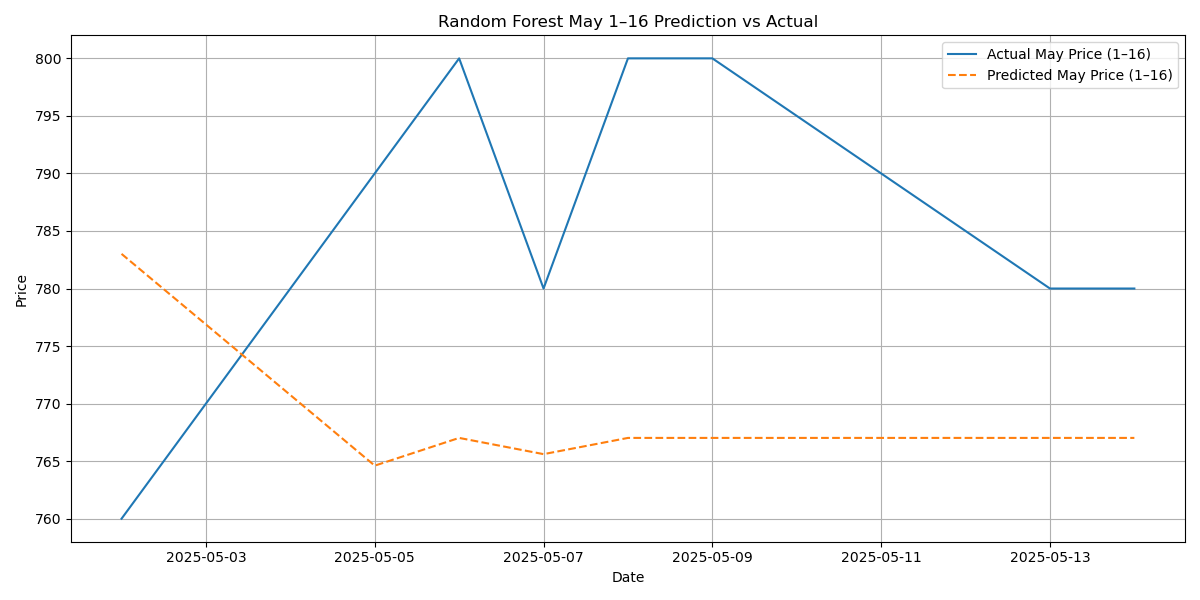 Random Forest May 1–16 Prediction vs Actual
Actual May Price (1–16)
Predicted May Price (1–16)
Price
800
795
790
785
780
775
770
765
760
2025-05-03 2025-05-05 2025-05-07 2025-05-09 2025-05-11 2025-05-13
Date